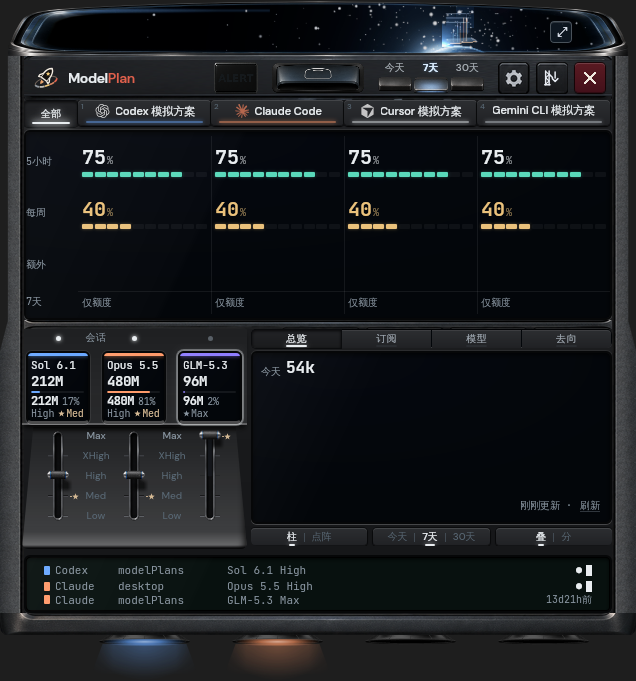 ModelPlan
ALERT
今天 7天 30天
全部
1 Codex 模拟方案
2 Claude Code
3 Cursor 模拟方案
4 Gemini CLI 模拟方案
5小时 75% 75% 75% 75%
每周 40% 40% 40% 40%
额外
7天 仅额度 仅额度 仅额度 仅额度
会话
Sol 6.1
212M
212M 17%
High ★Med
Opus 5.5
480M
480M 81%
High ★Med
GLM-5.3
96M
96M 2%
★Max
Max Max
XHigh XHigh
High High
Med Med
Low Low
总览 订阅 模型 去向
今天 54k
刚刚更新 · 刷新
柱 | 点阵
今天 | 7天 | 30天
叠 | 分
Codex modelPlans Sol 6.1 High
Claude desktop Opus 5.5 High
Claude modelPlans GLM-5.3 Max 13d21h前